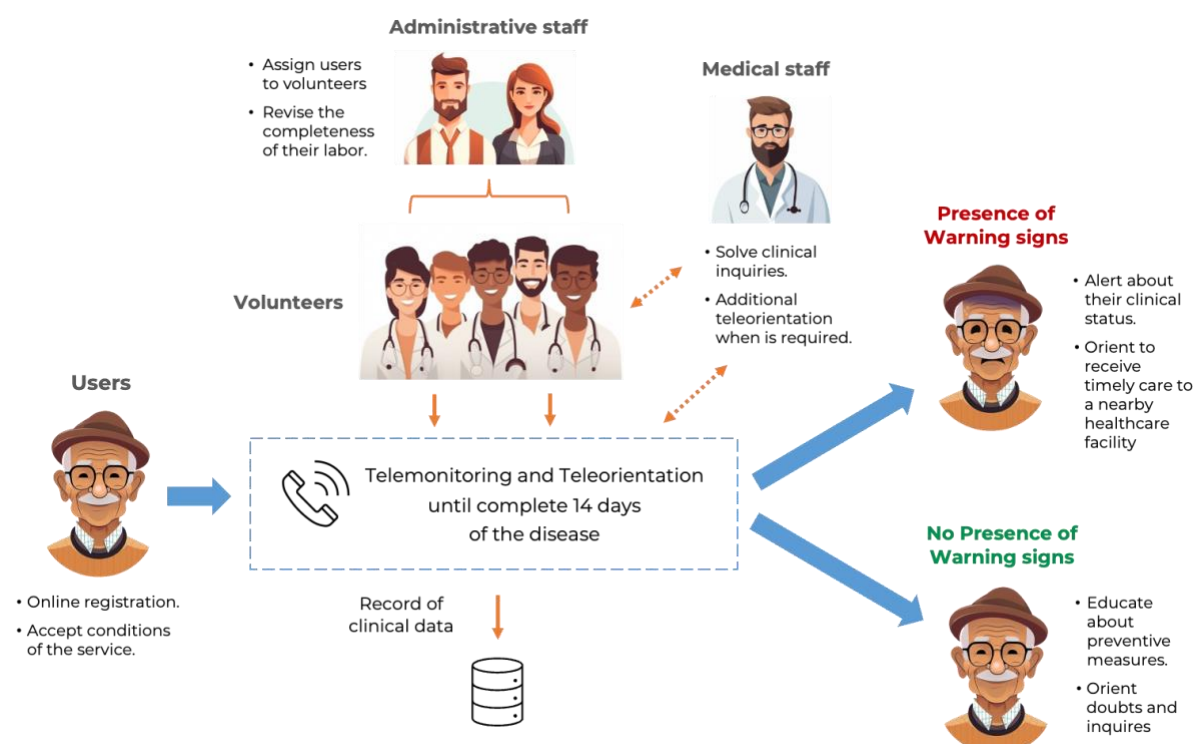 Administrative staff
• Assign users
to volunteers
• Revise the
completeness
of their labor.
Medical staff
• Solve clinical
inquiries.
• Additional
teleorientation
when is required.
Volunteers
Users
• Online registration.
• Accept conditions
of the service.
Telemonitoring and Teleorientation
until complete 14 days
of the disease
Record of
clinical data
Presence of
Warning signs
• Alert about
their clinical
status.
• Orient to
receive
timely care to
a nearby
healthcare
facility
No Presence of
Warning signs
• Educate
about
preventive
measures.
• Orient
doubts and
inquires